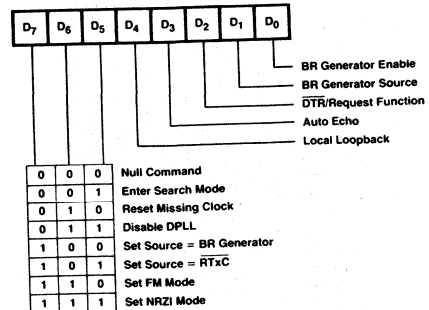 D7 D6 D5 D4 D3 D2 D1 D0
BR Generator Enable
BR Generator Source
D̅T̅R̅/Request Function
Auto Echo
Local Loopback
0 0 0 Null Command
0 0 1 Enter Search Mode
0 1 0 Reset Missing Clock
0 1 1 Disable DPLL
1 0 0 Set Source = BR Generator
1 0 1 Set Source = R̅T̅x̅C̅
1 1 0 Set FM Mode
1 1 1 Set NRZI Mode